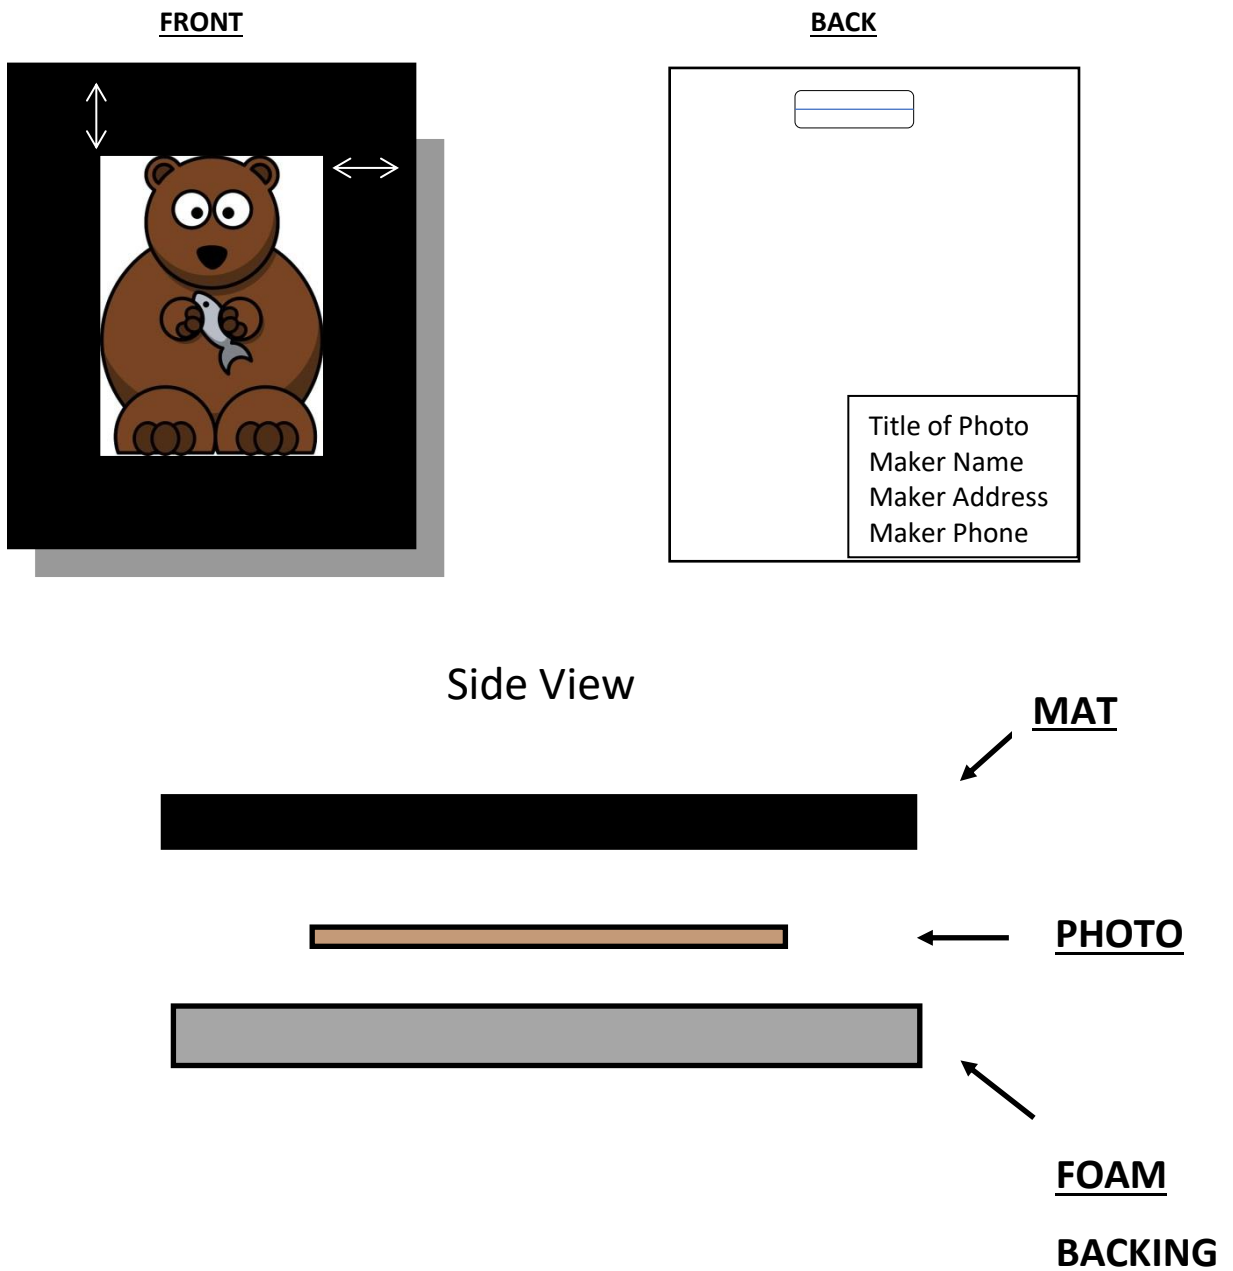 FRONT
BACK
Title of Photo
Maker Name
Maker Address
Maker Phone
Side View
MAT
PHOTO
FOAM
BACKING